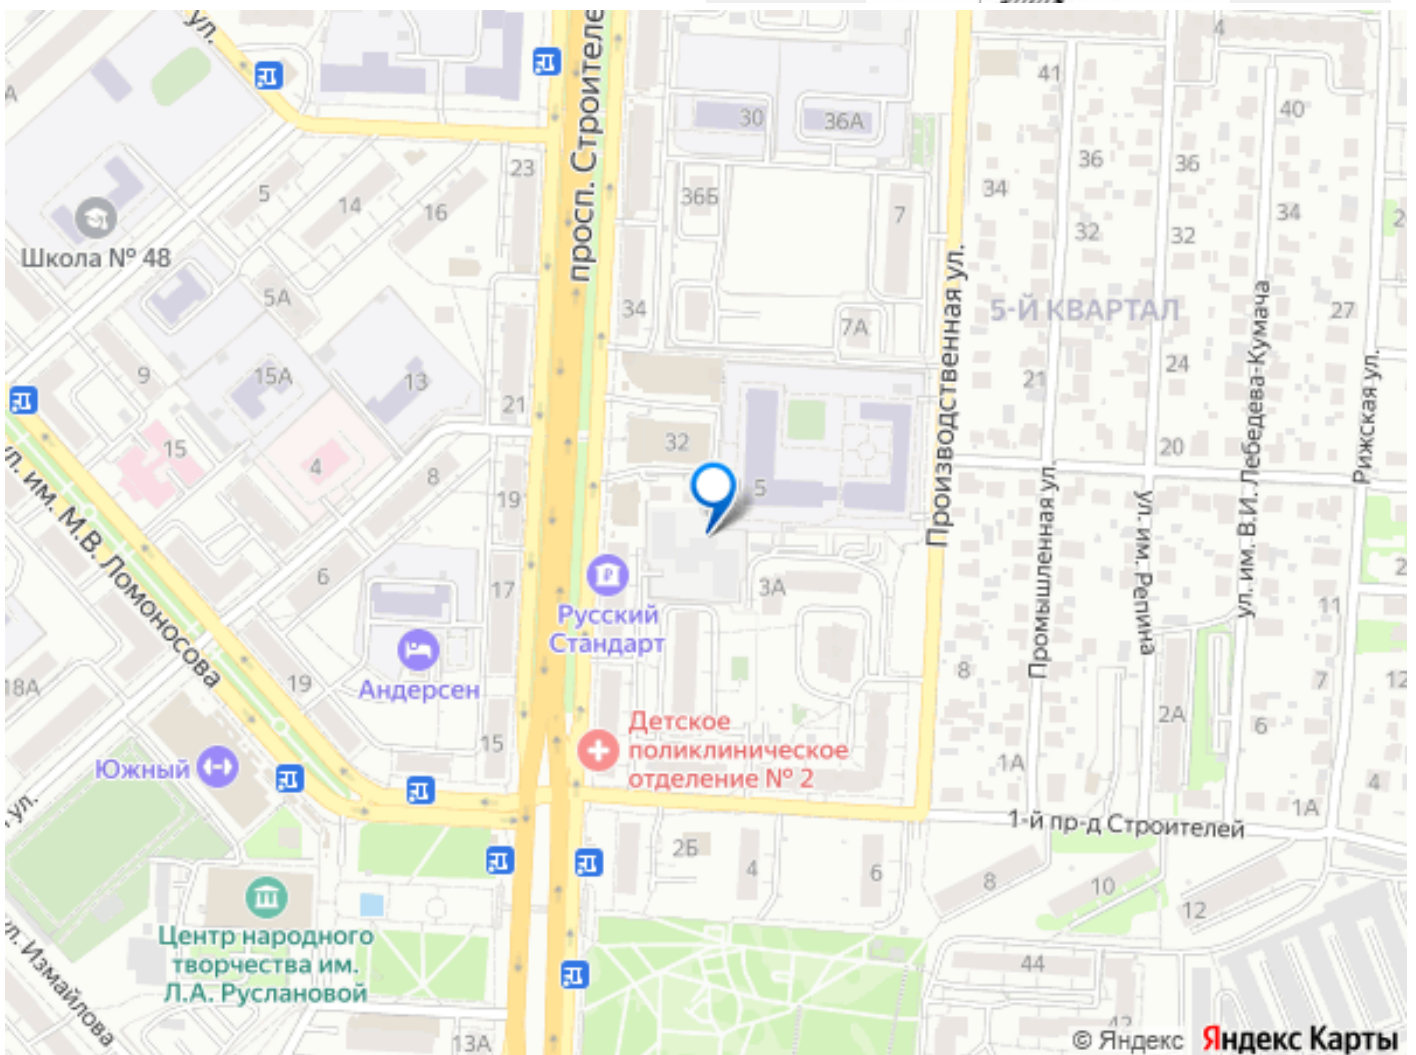 ул.
просп. Строителе
4
41
40
30
36А
23
5
14
16
36
36
34
36Б
7
34
2
Школа № 48
32
32
5А
34
7А
5-Й КВАРТАЛ
27
Производственная ул.
ул. им. В.И. Лебедева-Кумача
Рижская ул.
9
15А
13
21
21
24
15
4
8
32
20
19
5
ул. им. М.В. Ломоносова
Промышленная ул.
ул. им. Репина
6
17
3А
2
11
Русский
Стандарт
18А
19
Андерсен
8
7
12
2А
6
15
Детское
поликлиническое
отделение № 2
Южный
1А
4
1А
ул.
1-й пр-д Строителей
2Б
4
6
8
10
12
Центр народного
творчества им.
Л.А. Руслановой
ул. Измайлова
44
13А
42
© Яндекс Яндекс Карты